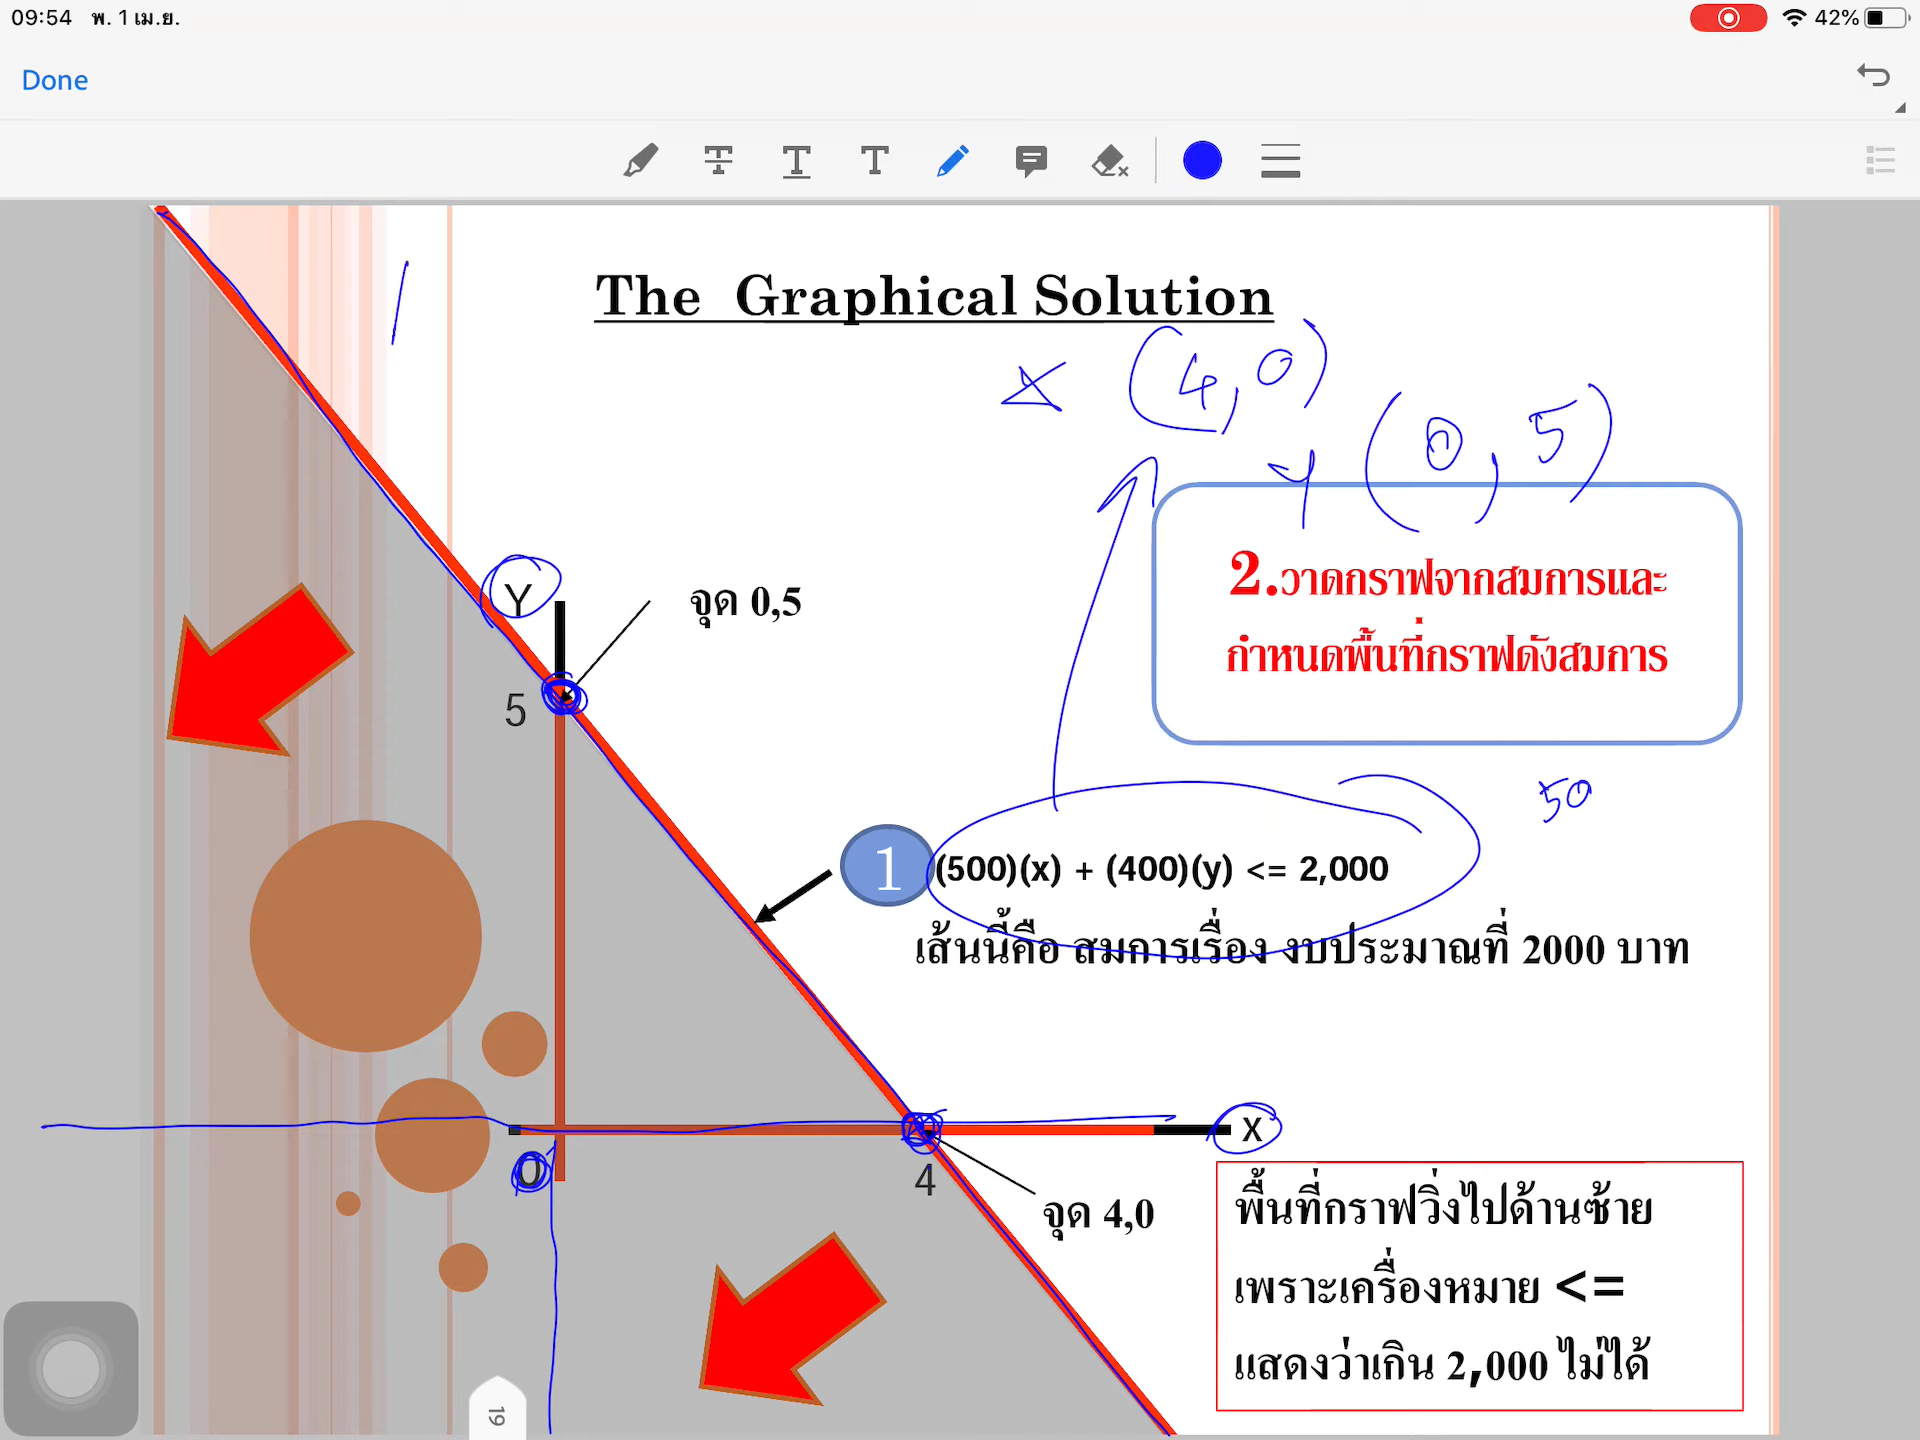 09:54 พ. 1 เม.ย.
42%
Done
The Graphical Solution
x (4,0)
y (0,5)
2.วาดกราฟจากสมการและ
กำหนดพื้นที่กราฟดังสมการ
Y
จุด 0,5
5
50
1 (500)(x) + (400)(y) <= 2,000
เส้นนี้คือ สมการเรื่อง งบประมาณที่ 2000 บาท
X
0
4
จุด 4,0
พื้นที่กราฟวิ่งไปด้านซ้าย
เพราะเครื่องหมาย <=
แสดงว่าเกิน 2,000 ไม่ได้
19